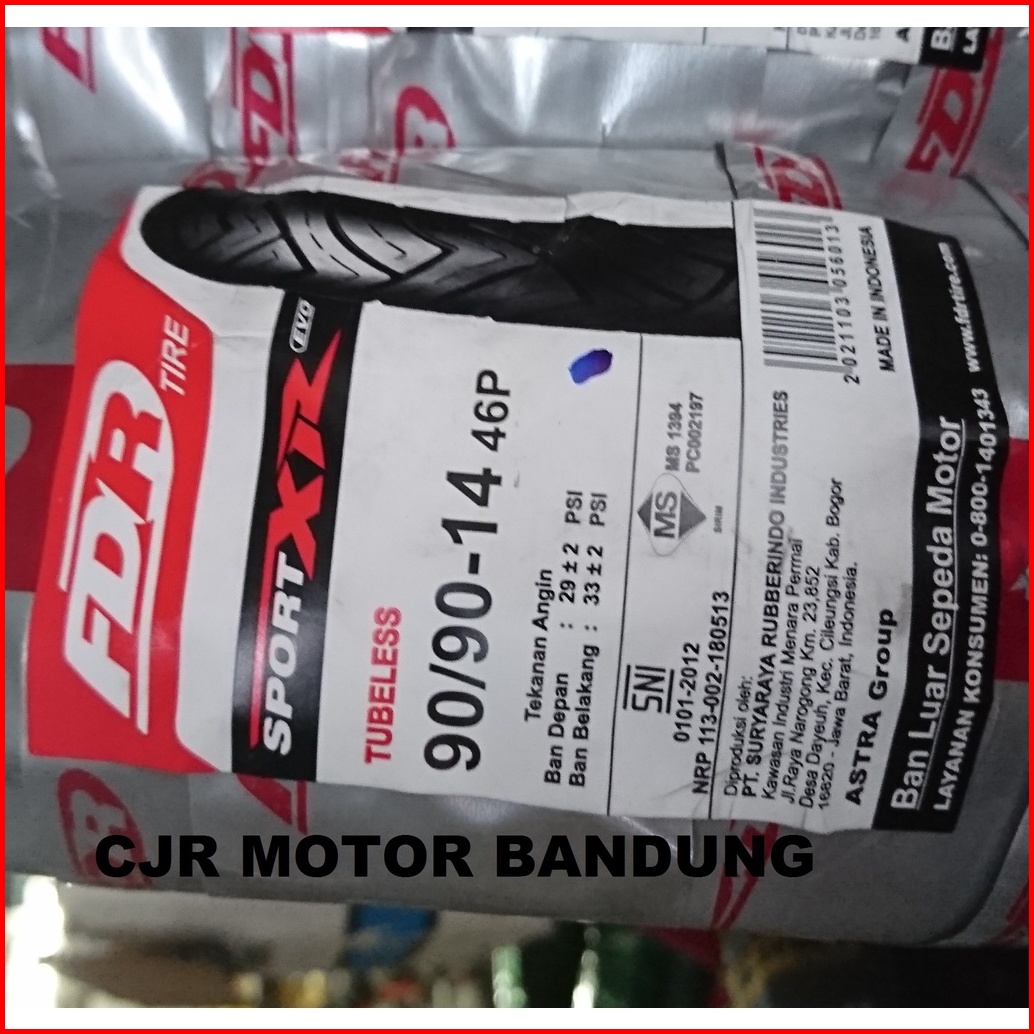 FDR TIRE
SPORT XR EVO
TUBELESS
90/90-14 46P
Tekanan Angin
Ban Depan : 29 ± 2 PSI
Ban Belakang : 33 ± 2 PSI
SNI
0101-2012
NRP 113-002-180513
MS
SIRIM
MS 1394
PC002197
Diproduksi oleh:
PT. SURYARAYA RUBBERINDO INDUSTRIES
Kawasan Industri Menara Permai
Jl.Raya Narogong Km. 23,852
Desa Dayeuh, Kec. Cileungsi Kab. Bogor
16820 - Jawa Barat, Indonesia.
ASTRA Group
2 021103 056013
MADE IN INDONESIA
Ban Luar Sepeda Motor
LAYANAN KONSUMEN: 0-800-1401343 www.fdrtire.com
CJR MOTOR BANDUNG